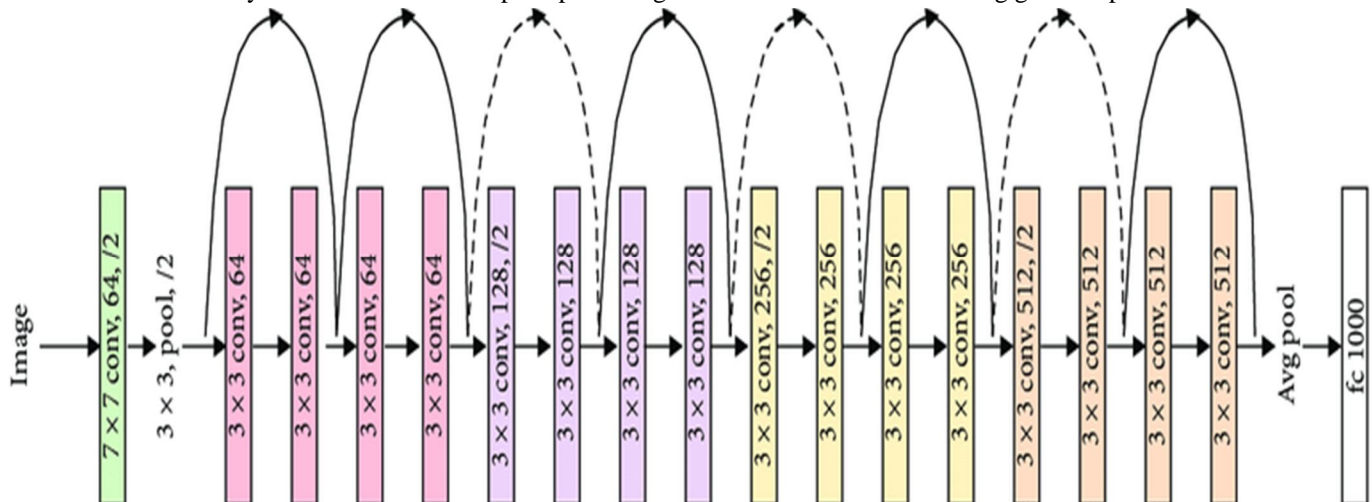 Image
7 × 7 conv, 64, /2
3 × 3, pool, /2
3 × 3 conv, 64
3 × 3 conv, 64
3 × 3 conv, 64
3 × 3 conv, 64
3 × 3 conv, 128, /2
3 × 3 conv, 128
3 × 3 conv, 128
3 × 3 conv, 128
3 × 3 conv, 256, /2
3 × 3 conv, 256
3 × 3 conv, 256
3 × 3 conv, 256
3 × 3 conv, 512, /2
3 × 3 conv, 512
3 × 3 conv, 512
3 × 3 conv, 512
Avg pool
fc 1000